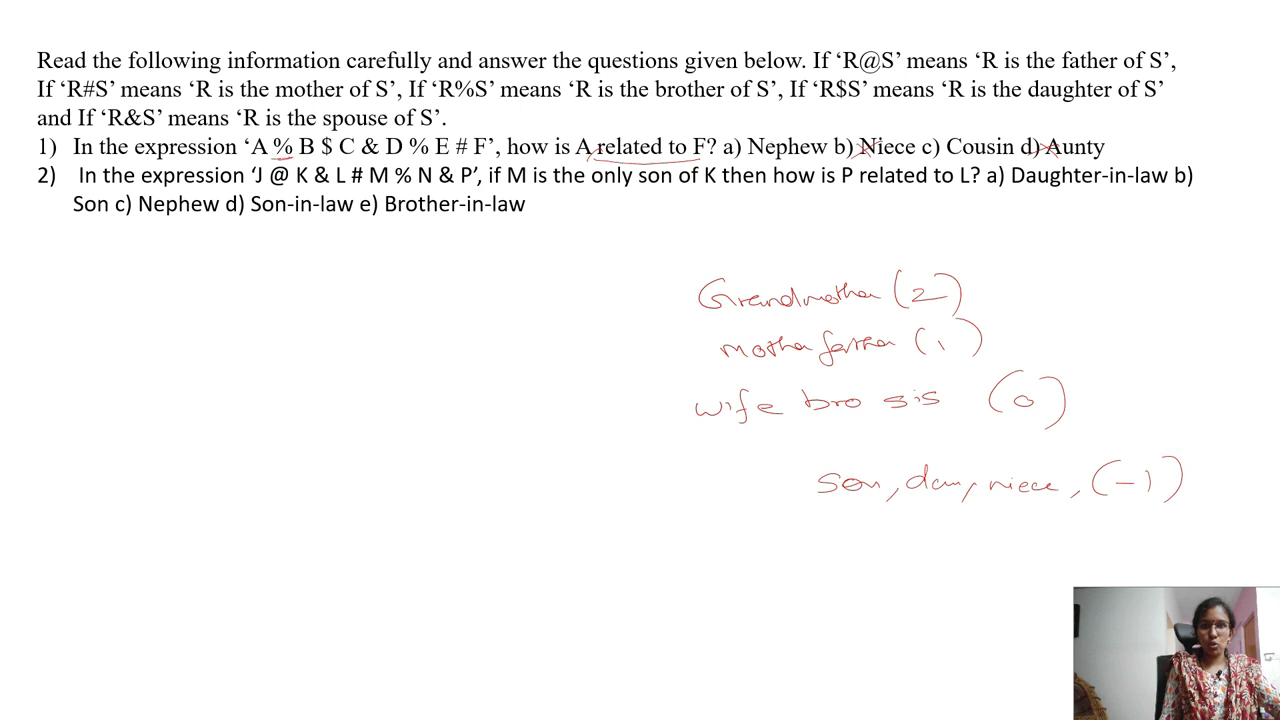 Read the following information carefully and answer the questions given below. If ‘R@S’ means ‘R is the father of S’,
If ‘R#S’ means ‘R is the mother of S’, If ‘R%S’ means ‘R is the brother of S’, If ‘R$S’ means ‘R is the daughter of S’
and If ‘R&S’ means ‘R is the spouse of S’.
1) In the expression ‘A % B $ C & D % E # F’, how is A related to F? a) Nephew b) Niece c) Cousin d) Aunty
2) In the expression ‘J @ K & L # M % N & P’, if M is the only son of K then how is P related to L? a) Daughter-in-law b)
Son c) Nephew d) Son-in-law e) Brother-in-law
Grandmother (2)
mother father (1)
wife bro sis (0)
son, dau, niece, (-1)